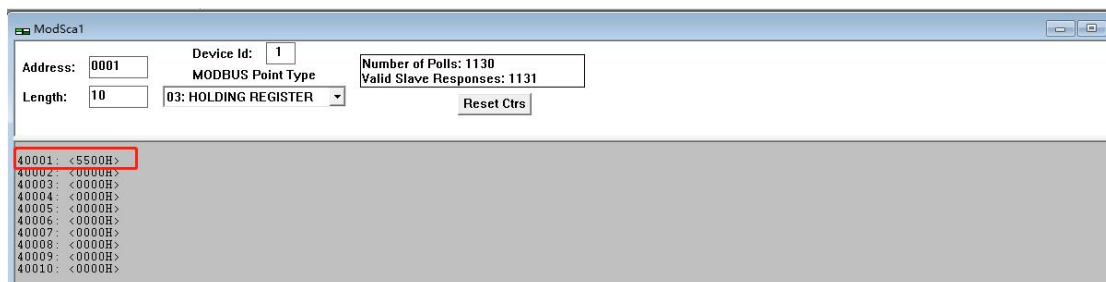 ModSca1
Address: 0001
Device Id: 1
MODBUS Point Type
Length: 10
03: HOLDING REGISTER
Number of Polls: 1130
Valid Slave Responses: 1131
Reset Ctrs
40001: <5500H>
40002: <0000H>
40003: <0000H>
40004: <0000H>
40005: <0000H>
40006: <0000H>
40007: <0000H>
40008: <0000H>
40009: <0000H>
40010: <0000H>